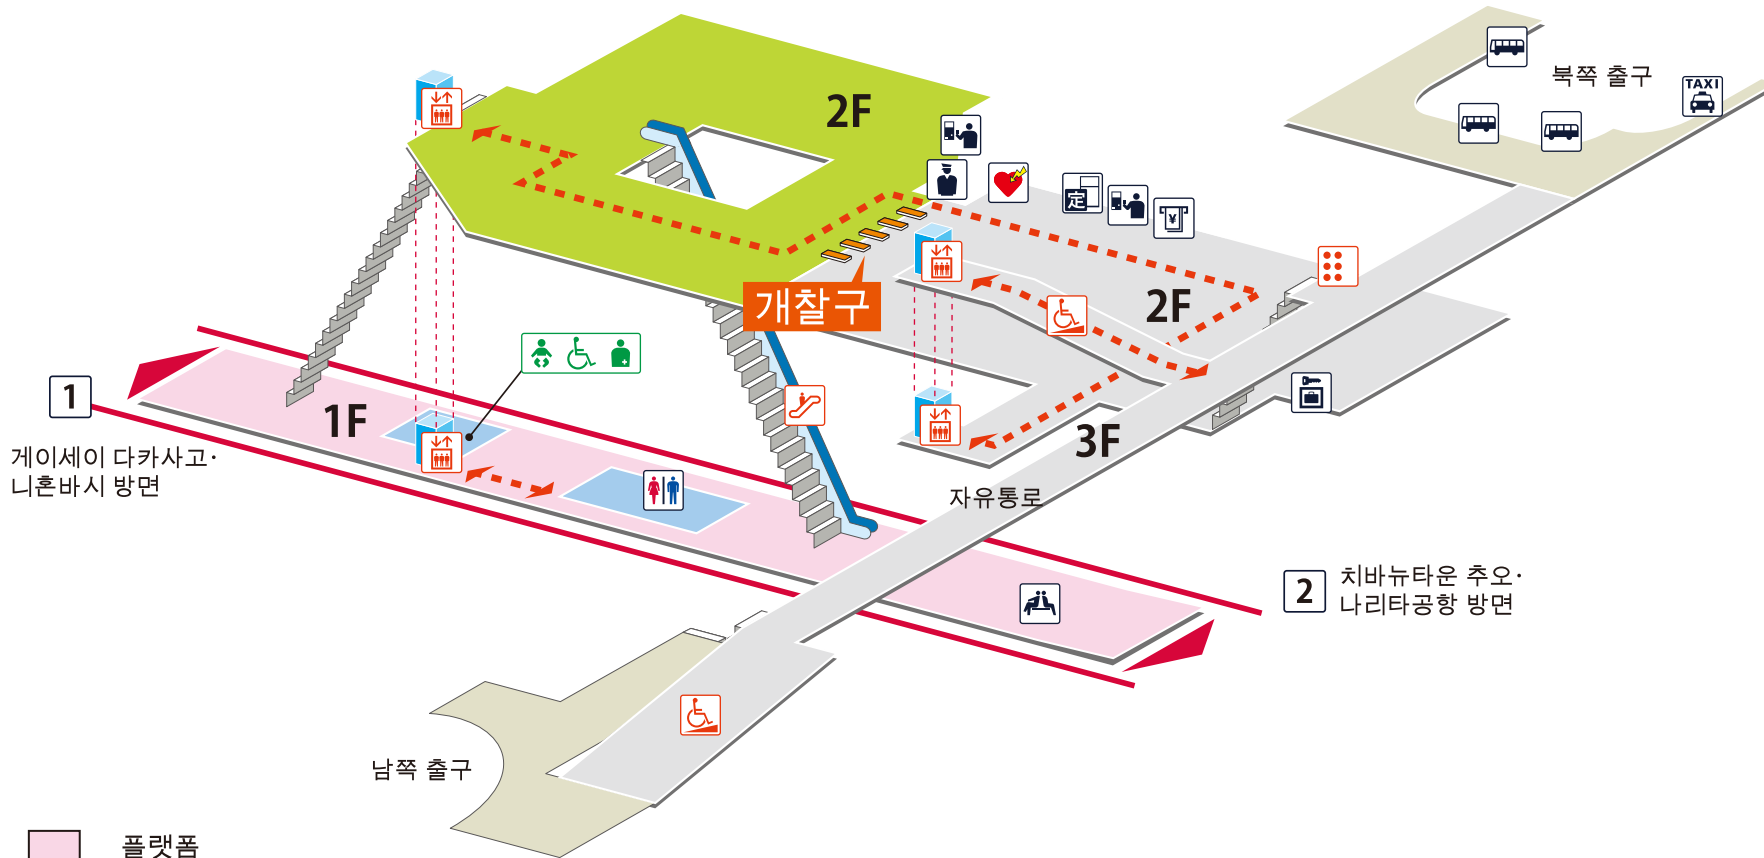 2F
북쪽 출구
TAXI
定
¥
개찰구
2F
1
1F
게이세이 다카사고·
니혼바시 방면
3F
자유통로
2
치바뉴타운 추오·
나리타공항 방면
남쪽 출구
플랫폼